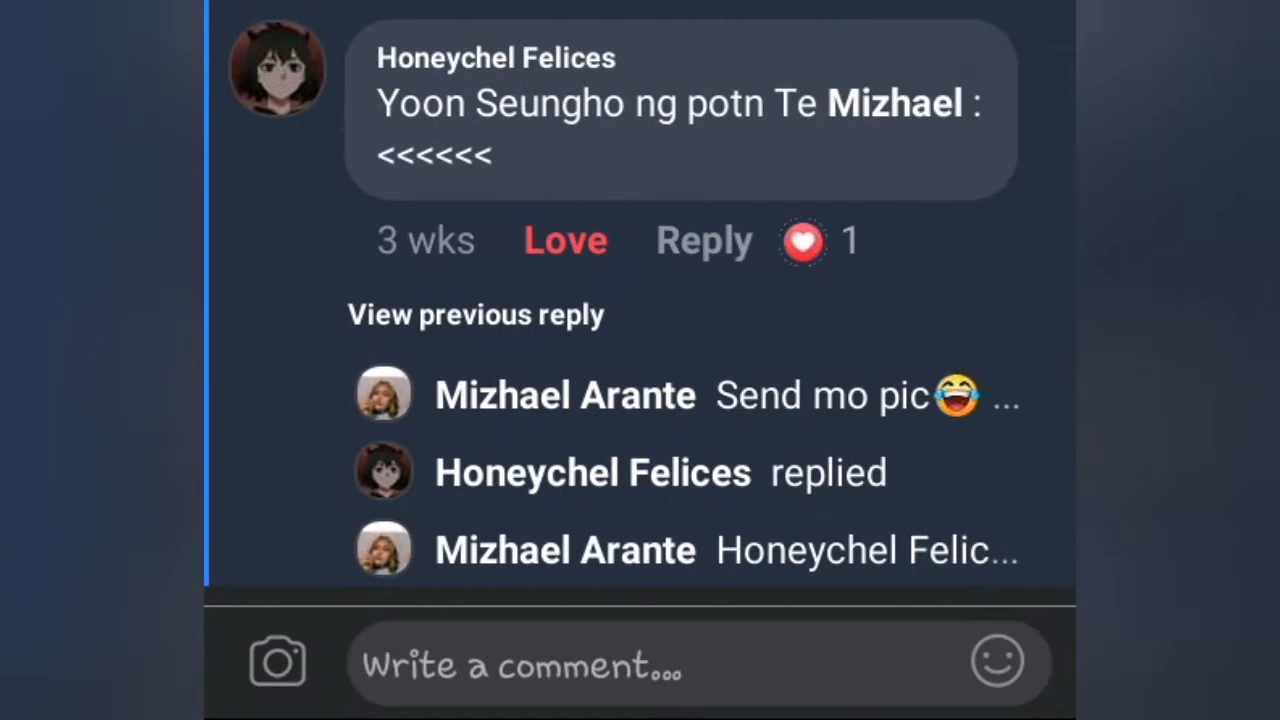 Honeychel Felices
Yoon Seungho ng potn Te Mizhael :
<<<<<<
3 wks Love Reply 1
View previous reply
Mizhael Arante Send mo pic😂 ...
Honeychel Felices replied
Mizhael Arante Honeychel Felic...
Write a comment...